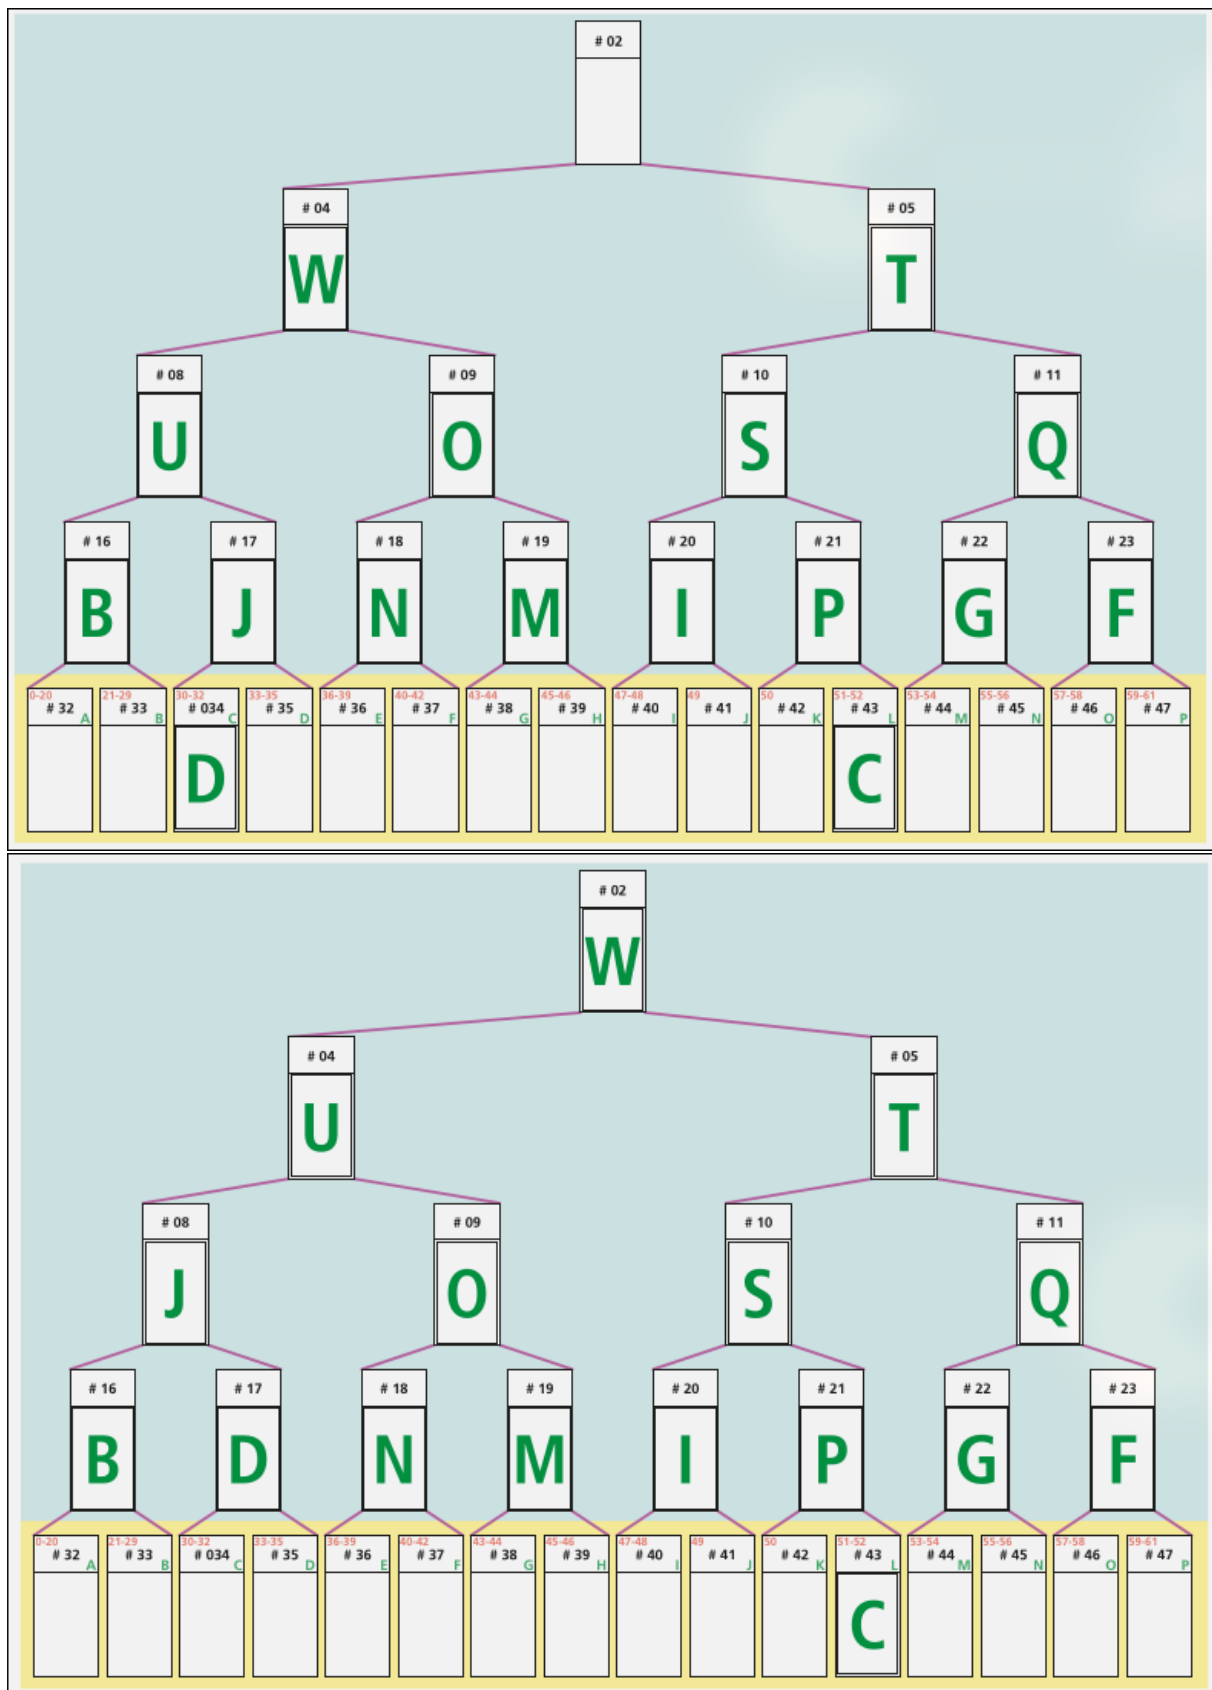 # 02
# 04 # 05
W T
# 08 # 09 # 10 # 11
U O S Q
# 16 # 17 # 18 # 19 # 20 # 21 # 22 # 23
B J N M I P G F
0-20 21-29 30-32 33-35 36-39 40-42 43-44 45-46 47-48 49 50 51-52 53-54 55-56 57-58 59-61
# 32 # 33 # 034 # 35 # 36 # 37 # 38 # 39 # 40 # 41 # 42 # 43 # 44 # 45 # 46 # 47
A B C D E F G H I J K L M N O P
D C
# 02
W
# 04 # 05
U T
# 08 # 09 # 10 # 11
J O S Q
# 16 # 17 # 18 # 19 # 20 # 21 # 22 # 23
B D N M I P G F
0-20 21-29 30-32 33-35 36-39 40-42 43-44 45-46 47-48 49 50 51-52 53-54 55-56 57-58 59-61
# 32 # 33 # 034 # 35 # 36 # 37 # 38 # 39 # 40 # 41 # 42 # 43 # 44 # 45 # 46 # 47
A B C D E F G H I J K L M N O P
C